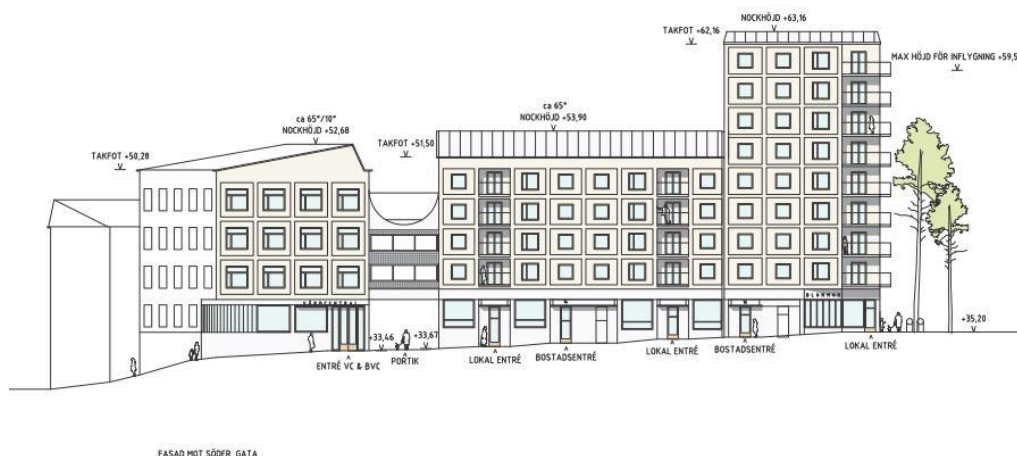 NOCKHÖJD +63,16
TAKFOT +62,16
MAX HÖJD FÖR INFLYGNING +59,5
ca 65°/10°
NOCKHÖJD +52,68
ca 65°
NOCKHÖJD +53,90
TAKFOT +50,28
TAKFOT +51,50
VÅRDCENTRAL
BLOMMOR
+33,46
+33,67
+35,20
ENTRÉ VC & BVC
PORTIK
LOKAL ENTRÉ
BOSTADSENTRÉ
LOKAL ENTRÉ
BOSTADSENTRÉ
LOKAL ENTRÉ
FASAD MOT SÖDER, GATA